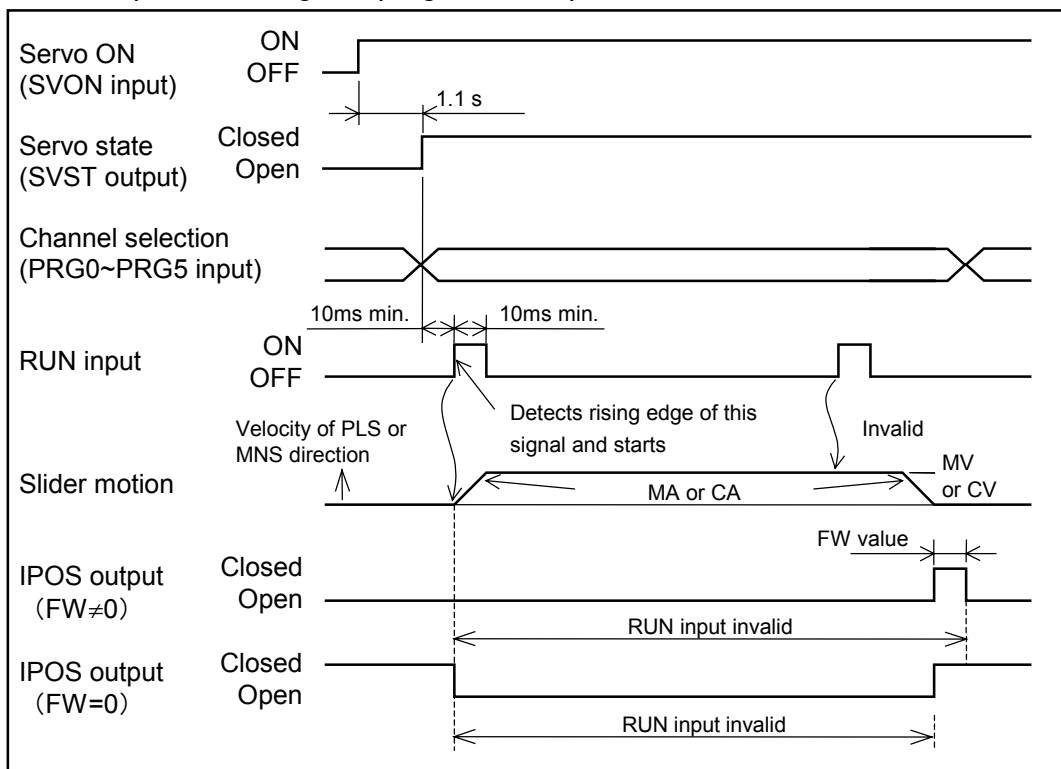 Servo ON
(SVON input)
ON
OFF
1.1 s
Servo state
(SVST output)
Closed
Open
Channel selection
(PRG0~PRG5 input)
10ms min.
10ms min.
RUN input
ON
OFF
Detects rising edge of this
signal and starts
Invalid
Velocity of PLS or
MNS direction
Slider motion
MA or CA
MV
or CV
FW value
IPOS output
（FW≠0）
Closed
Open
RUN input invalid
IPOS output
（FW=0）
Closed
Open
RUN input invalid